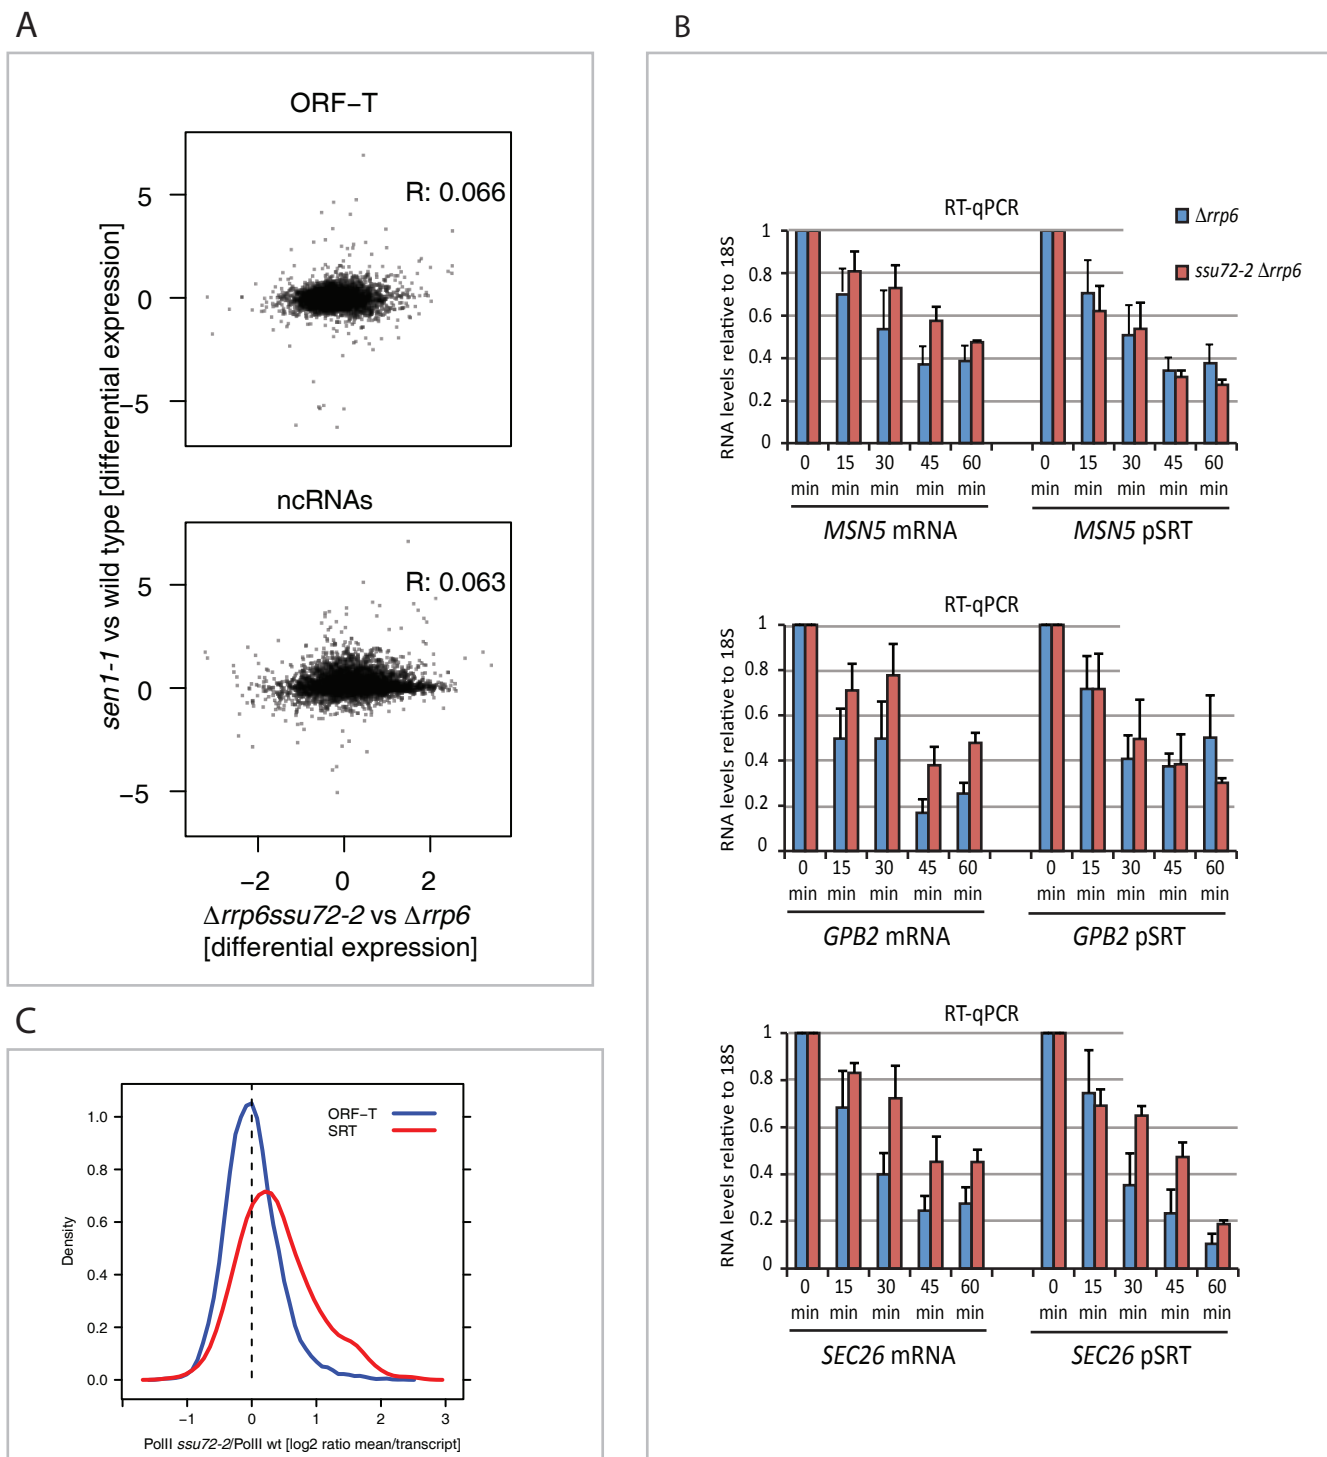 A
ORF−T
R: 0.066
5
0
−5
ncRNAs
R: 0.063
5
0
−5
−2 0 2
sen1-1 vs wild type [differential expression]
Δrrp6ssu72-2 vs Δrrp6
[differential expression]
B
RT-qPCR
Δrrp6
ssu72-2 Δrrp6
RNA levels relative to 18S
1
0.8
0.6
0.4
0.2
0
0 15 30 45 60 0 15 30 45 60
min min min min min min min min min min
MSN5 mRNA MSN5 pSRT
RT-qPCR
RNA levels relative to 18S
1
0.8
0.6
0.4
0.2
0
0 15 30 45 60 0 15 30 45 60
min min min min min min min min min min
GPB2 mRNA GPB2 pSRT
RT-qPCR
RNA levels relative to 18S
1
0.8
0.6
0.4
0.2
0
0 15 30 45 60 0 15 30 45 60
min min min min min min min min min min
SEC26 mRNA SEC26 pSRT
C
ORF−T
SRT
Density
1.0
0.8
0.6
0.4
0.2
0.0
−1 0 1 2 3
PolII ssu72-2/PolII wt [log2 ratio mean/transcript]